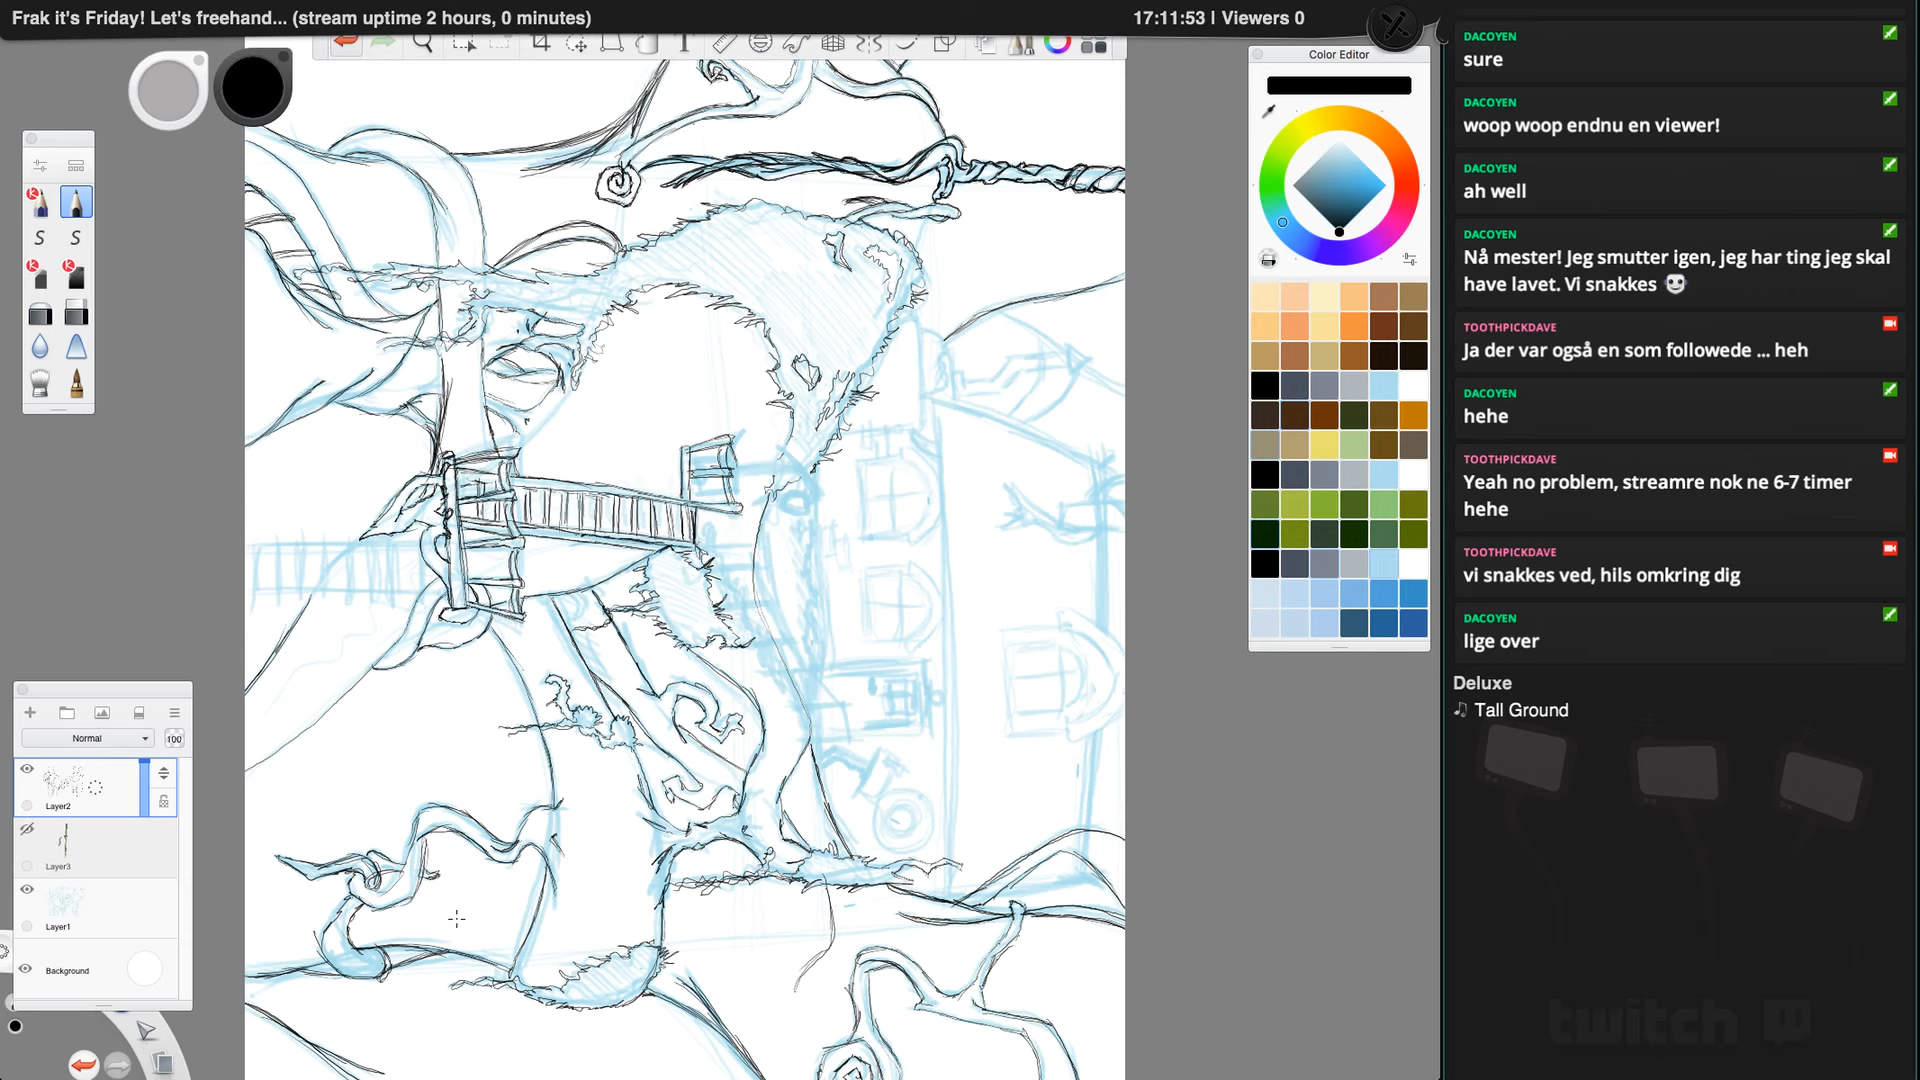 Frak it's Friday! Let's freehand... (stream uptime 2 hours, 0 minutes)
17:11:53 | Viewers 0
Color Editor
Normal
100
Layer2
Layer3
Layer1
Background
DACOYEN
sure
DACOYEN
woop woop endnu en viewer!
DACOYEN
ah well
DACOYEN
Nå mester! Jeg smutter igen, jeg har ting jeg skal
have lavet. Vi snakkes
TOOTHPICKDAVE
Ja der var også en som followede ... heh
DACOYEN
hehe
TOOTHPICKDAVE
Yeah no problem, streamre nok ne 6-7 timer
hehe
TOOTHPICKDAVE
vi snakkes ved, hils omkring dig
DACOYEN
lige over
Deluxe
Tall Ground
twitch